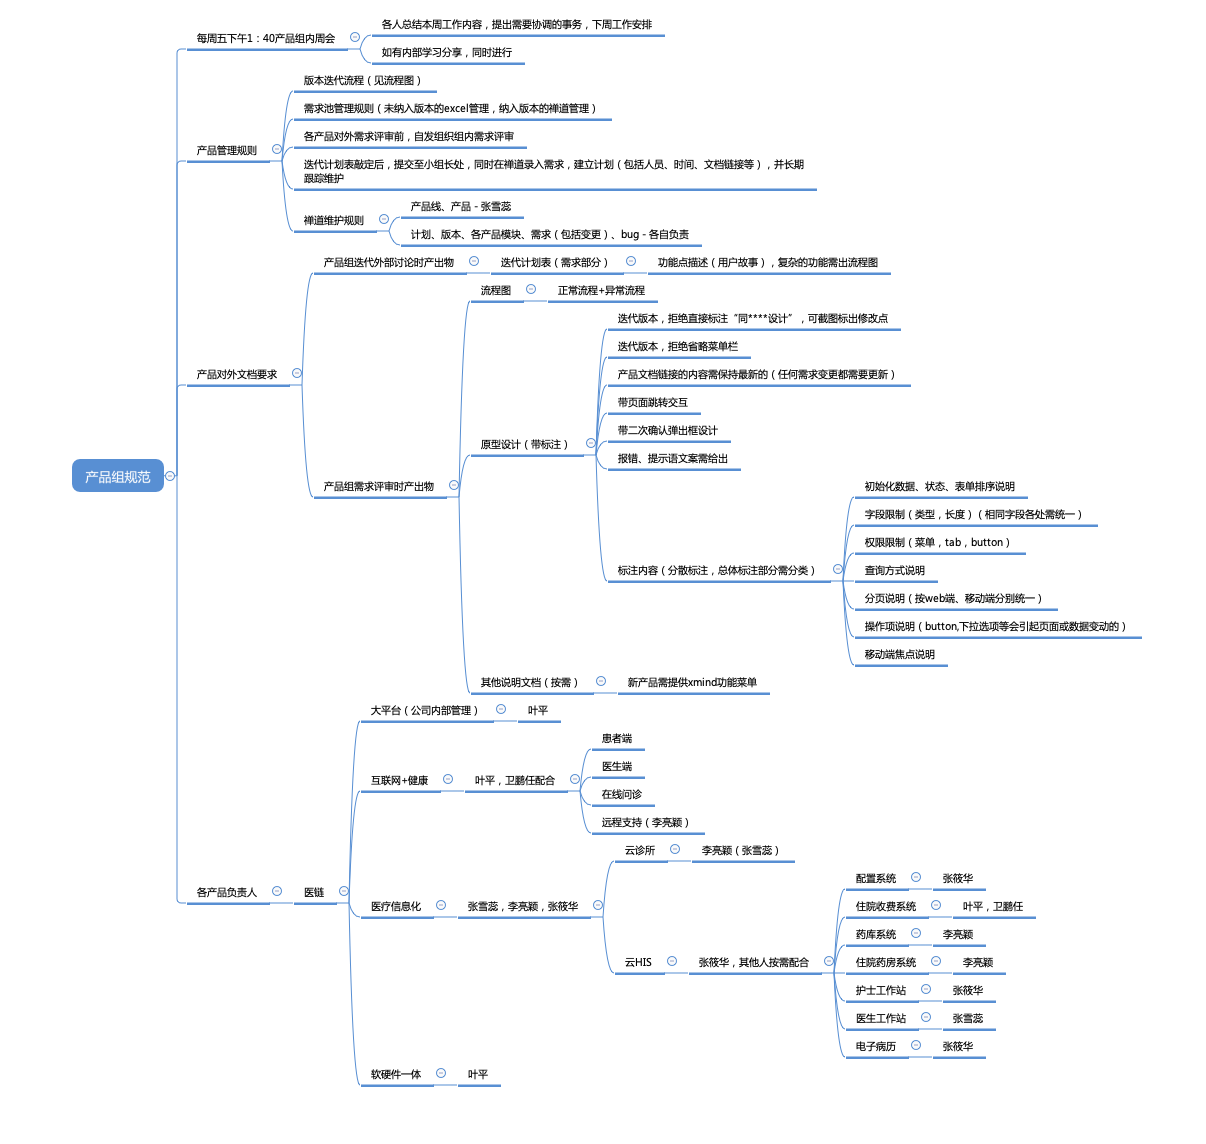 产品组规范
每周五下午1：40产品组内周会
各人总结本周工作内容，提出需要协调的事务，下周工作安排
如有内部学习分享，同时进行
产品管理规则
版本迭代流程（见流程图）
需求池管理规则（未纳入版本的excel管理，纳入版本的禅道管理）
各产品对外需求评审前，自发组织组内需求评审
迭代计划表敲定后，提交至小组长处，同时在禅道录入需求，建立计划（包括人员、时间、文档链接等），并长期
跟踪维护
禅道维护规则
产品线、产品 - 张雪蕊
计划、版本、各产品模块、需求（包括变更）、bug - 各自负责
产品对外文档要求
产品组迭代外部讨论时产出物
迭代计划表（需求部分）
功能点描述（用户故事），复杂的功能需出流程图
产品组需求评审时产出物
流程图
正常流程+异常流程
原型设计（带标注）
迭代版本，拒绝直接标注“同****设计”，可截图标出修改点
迭代版本，拒绝省略菜单栏
产品文档链接的内容需保持最新的（任何需求变更都需要更新）
带页面跳转交互
带二次确认弹出框设计
报错、提示语文案需给出
标注内容（分散标注，总体标注部分需分类）
初始化数据、状态、表单排序说明
字段限制（类型，长度）（相同字段各处需统一）
权限限制（菜单，tab，button）
查询方式说明
分页说明（按web端、移动端分别统一）
操作项说明（button,下拉选项等会引起页面或数据变动的）
移动端焦点说明
其他说明文档（按需）
新产品需提供xmind功能菜单
各产品负责人
医链
大平台（公司内部管理）
叶平
互联网+健康
叶平，卫鹏任配合
患者端
医生端
在线问诊
远程支持（李亮颖）
医疗信息化
张雪蕊，李亮颖，张筱华
云诊所
李亮颖（张雪蕊）
云HIS
张筱华，其他人按需配合
配置系统
张筱华
住院收费系统
叶平，卫鹏任
药库系统
李亮颖
住院药房系统
李亮颖
护士工作站
张筱华
医生工作站
张雪蕊
电子病历
张筱华
软硬件一体
叶平